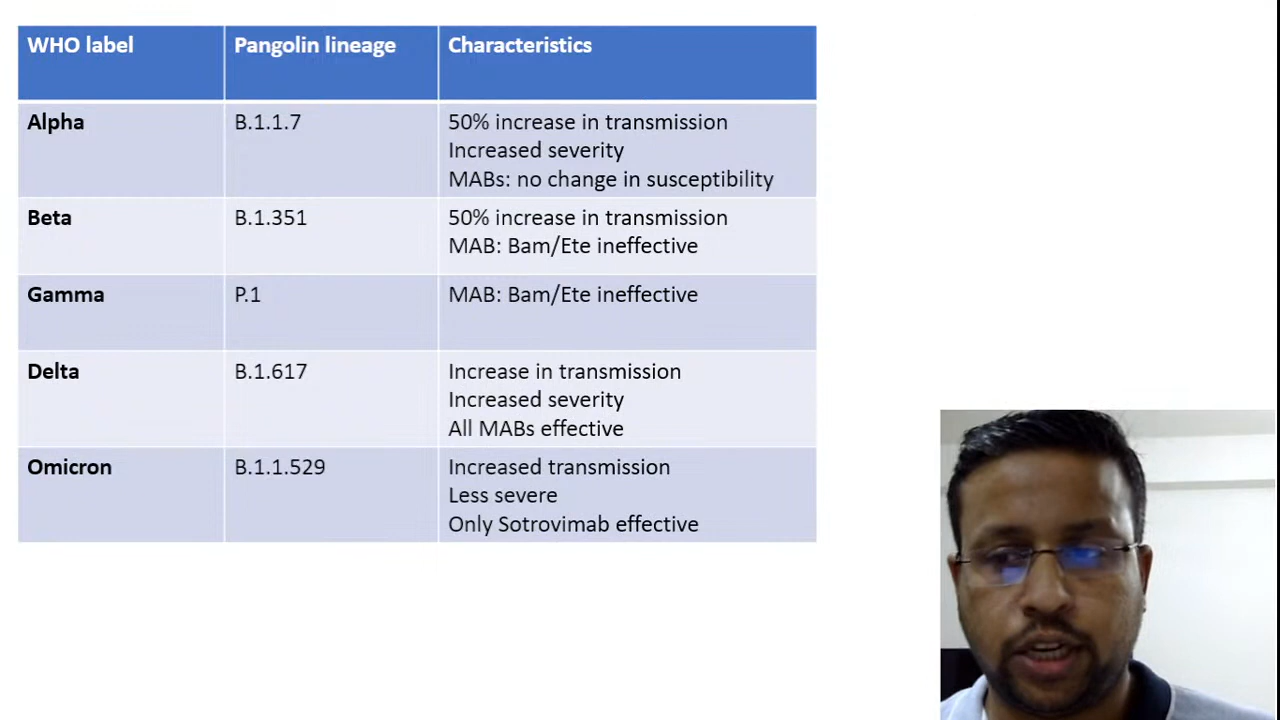 WHO label Pangolin lineage Characteristics
Alpha B.1.1.7 50% increase in transmission
Increased severity
MABs: no change in susceptibility
Beta B.1.351 50% increase in transmission
MAB: Bam/Ete ineffective
Gamma P.1 MAB: Bam/Ete ineffective
Delta B.1.617 Increase in transmission
Increased severity
All MABs effective
Omicron B.1.1.529 Increased transmission
Less severe
Only Sotrovimab effective